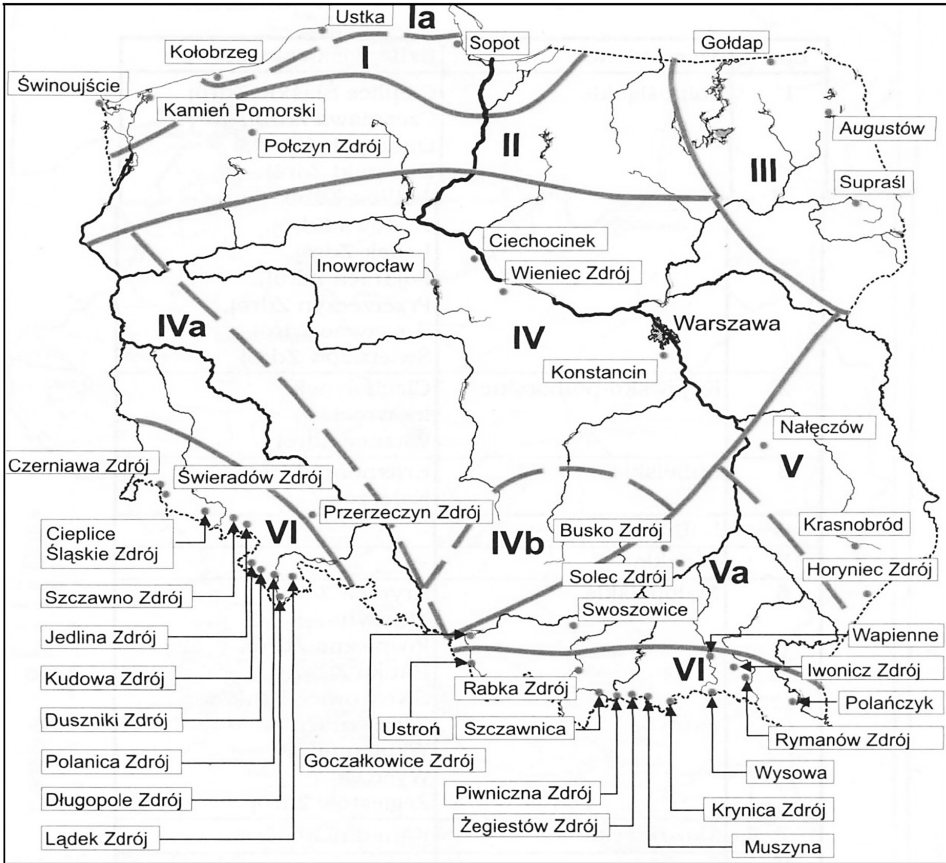 Ustka
Ia
Kołobrzeg
I
Sopot
Gołdap
Świnoujście
Kamień Pomorski
Augustów
Połczyn Zdrój
II
III
Supraśl
Ciechocinek
Inowrocław
Wieniec Zdrój
IVa
IV
Warszawa
Konstancin
Nałęczów
Czerniawa Zdrój
Świeradów Zdrój
V
Przerzeczyn Zdrój
Busko Zdrój
Krasnobród
Cieplice
Śląskie Zdrój
VI
IVb
Va
Horyniec Zdrój
Solec Zdrój
Szczawno Zdrój
Swoszowice
Jedlina Zdrój
Wapienne
Kudowa Zdrój
VI
Iwonicz Zdrój
Rabka Zdrój
Duszniki Zdrój
Ustroń
Szczawnica
Polańczyk
Rymanów Zdrój
Polanica Zdrój
Goczałkowice Zdrój
Wysowa
Długopole Zdrój
Piwniczna Zdrój
Krynica Zdrój
Lądek Zdrój
Żegiestów Zdrój
Muszyna